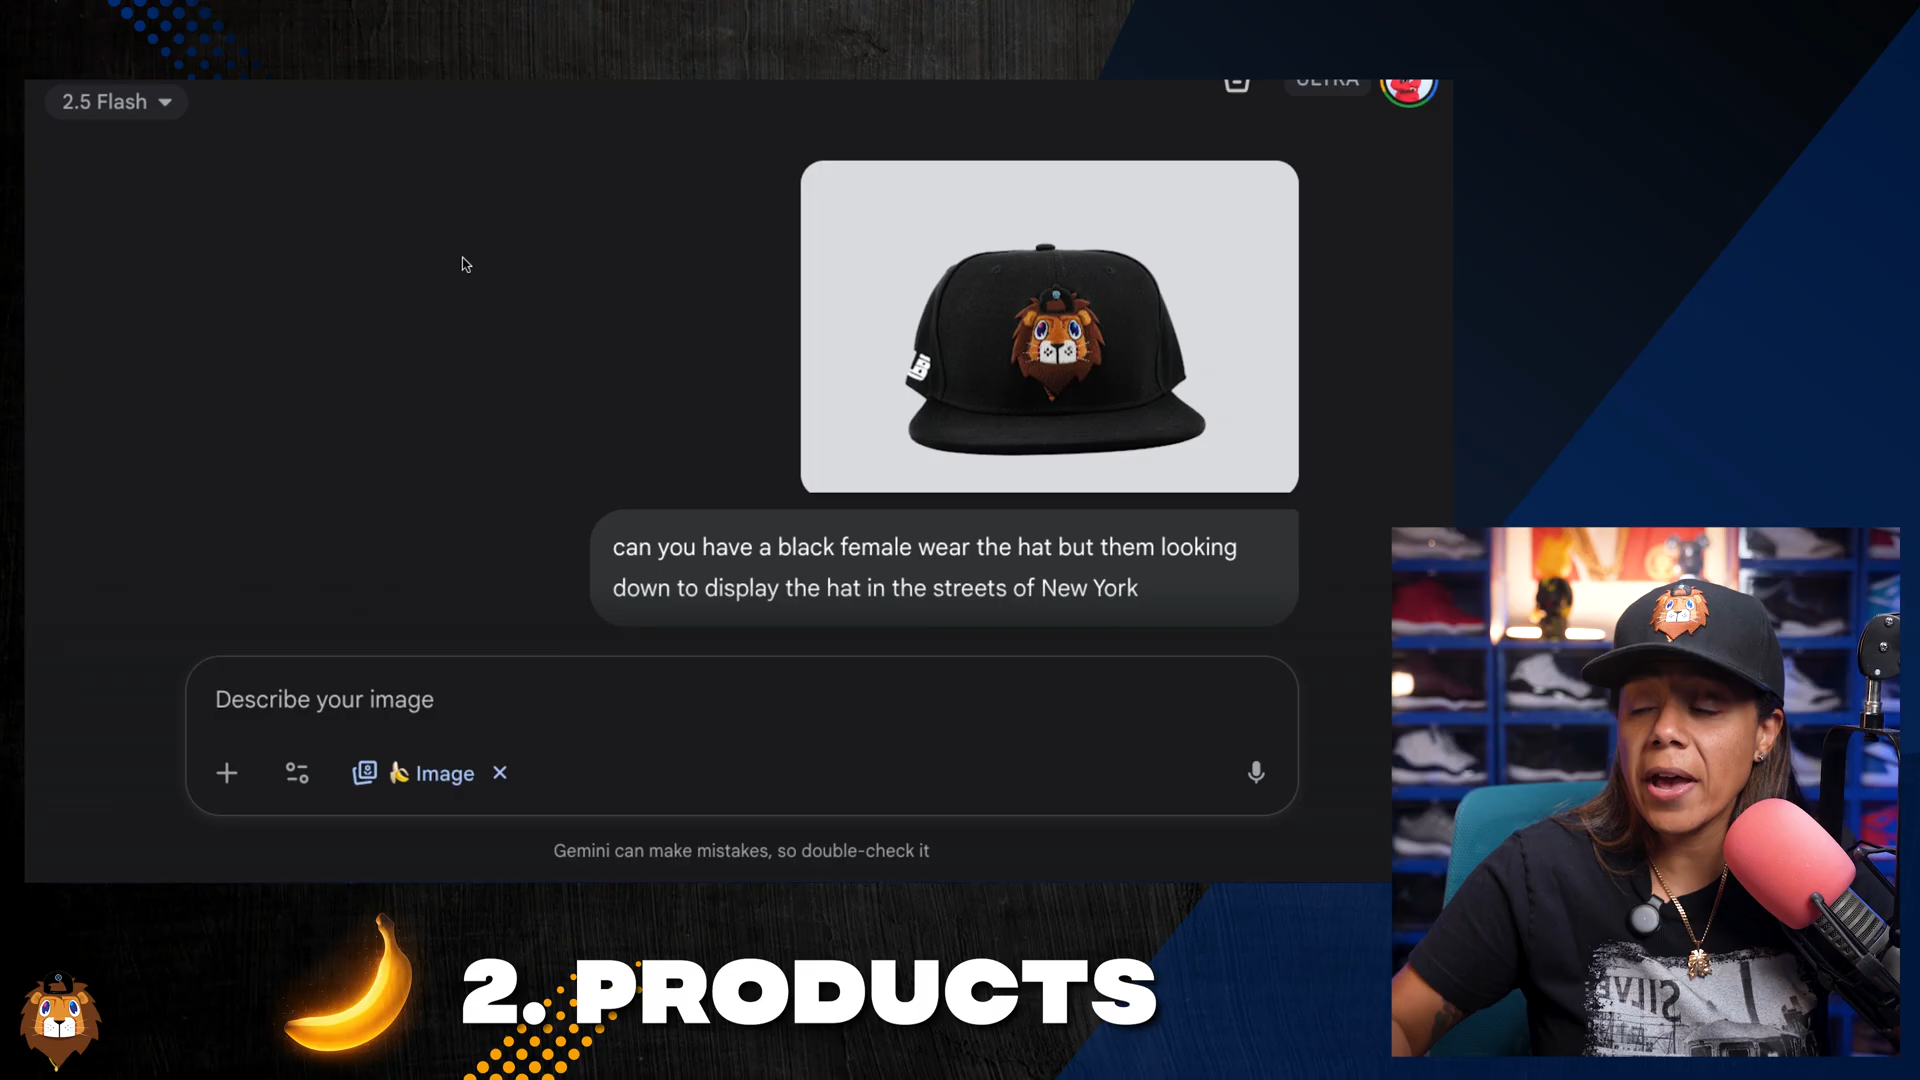 2.5 Flash
ULTRA
can you have a black female wear the hat but them looking
down to display the hat in the streets of New York
Describe your image
Image
Gemini can make mistakes, so double-check it
2. PRODUCTS